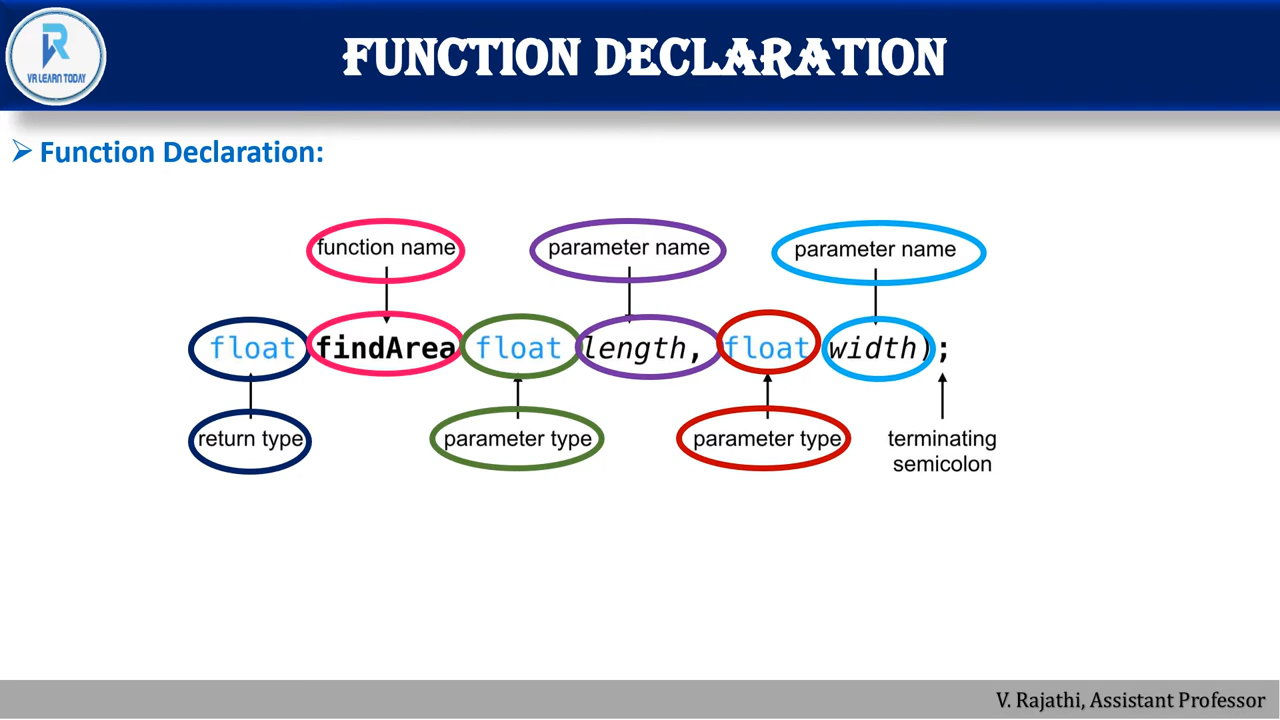 VR LEARN TODAY
FUNCTION DECLARATION
➢ Function Declaration:
function name parameter name parameter name
float findArea float length, float width);
return type parameter type parameter type terminating
semicolon
V. Rajathi, Assistant Professor